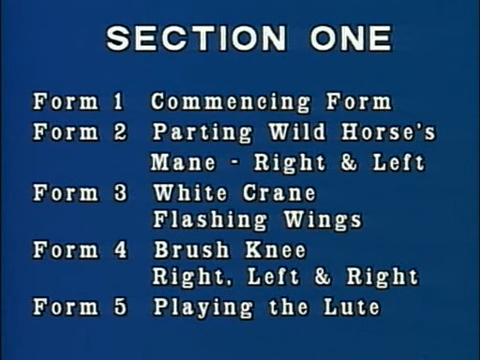 SECTION ONE
Form 1 Commencing Form
Form 2 Parting Wild Horse's
Mane - Right & Left
Form 3 White Crane
Flashing Wings
Form 4 Brush Knee
Right, Left & Right
Form 5 Playing the Lute